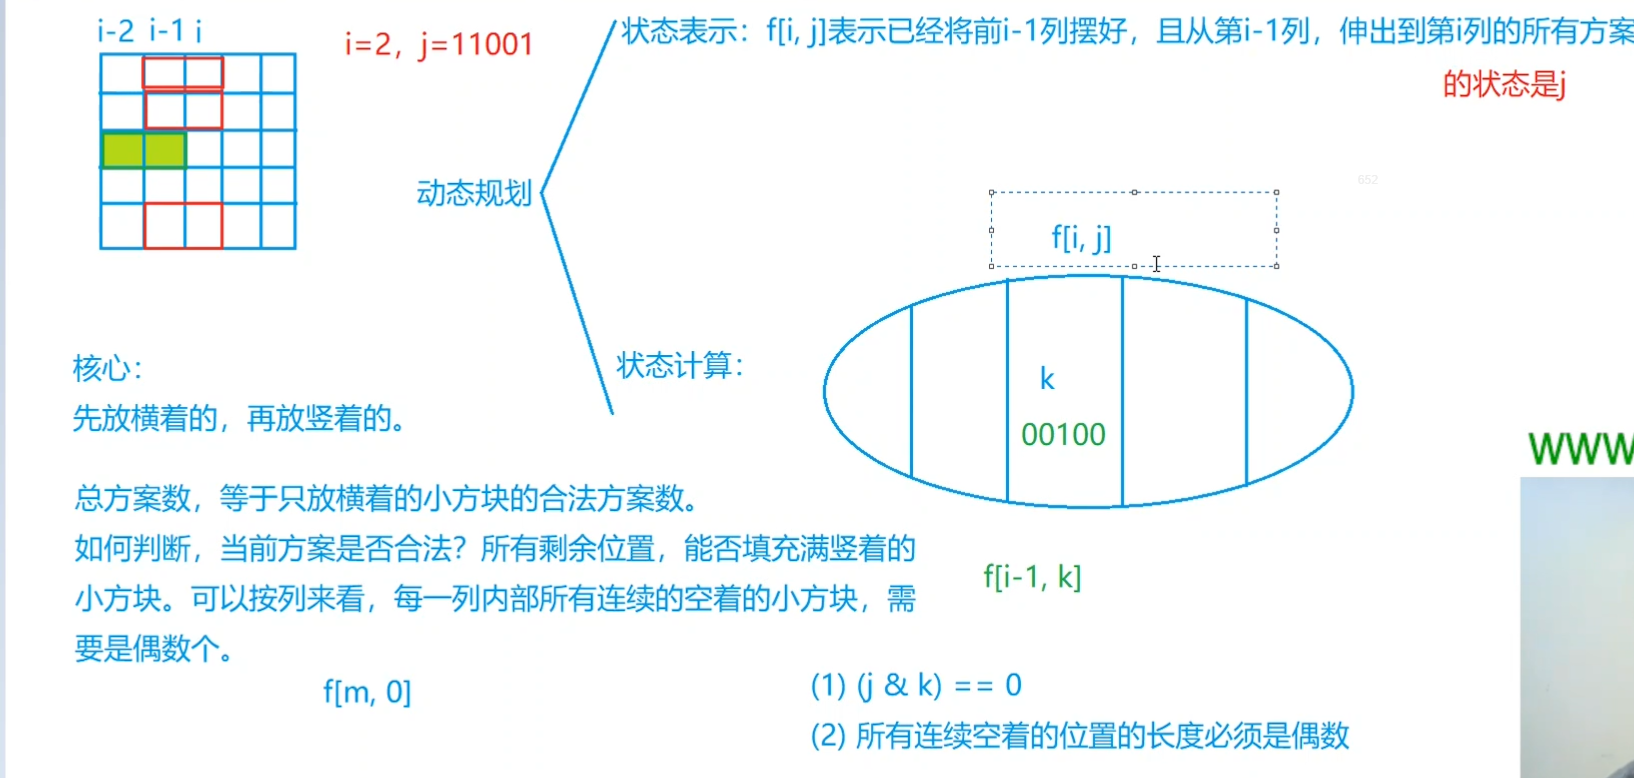 i-2 i-1 i
i=2，j=11001
状态表示：f[i, j]表示已经将前i-1列摆好，且从第i-1列，伸出到第i列的所有方案
的状态是j
652
动态规划
f[i, j]
状态计算：
k
00100
核心：
先放横着的，再放竖着的。
总方案数，等于只放横着的小方块的合法方案数。
如何判断，当前方案是否合法？所有剩余位置，能否填充满竖着的
小方块。可以按列来看，每一列内部所有连续的空着的小方块，需
要是偶数个。
f[m, 0]
f[i-1, k]
(1) (j & k) == 0
(2) 所有连续空着的位置的长度必须是偶数
www